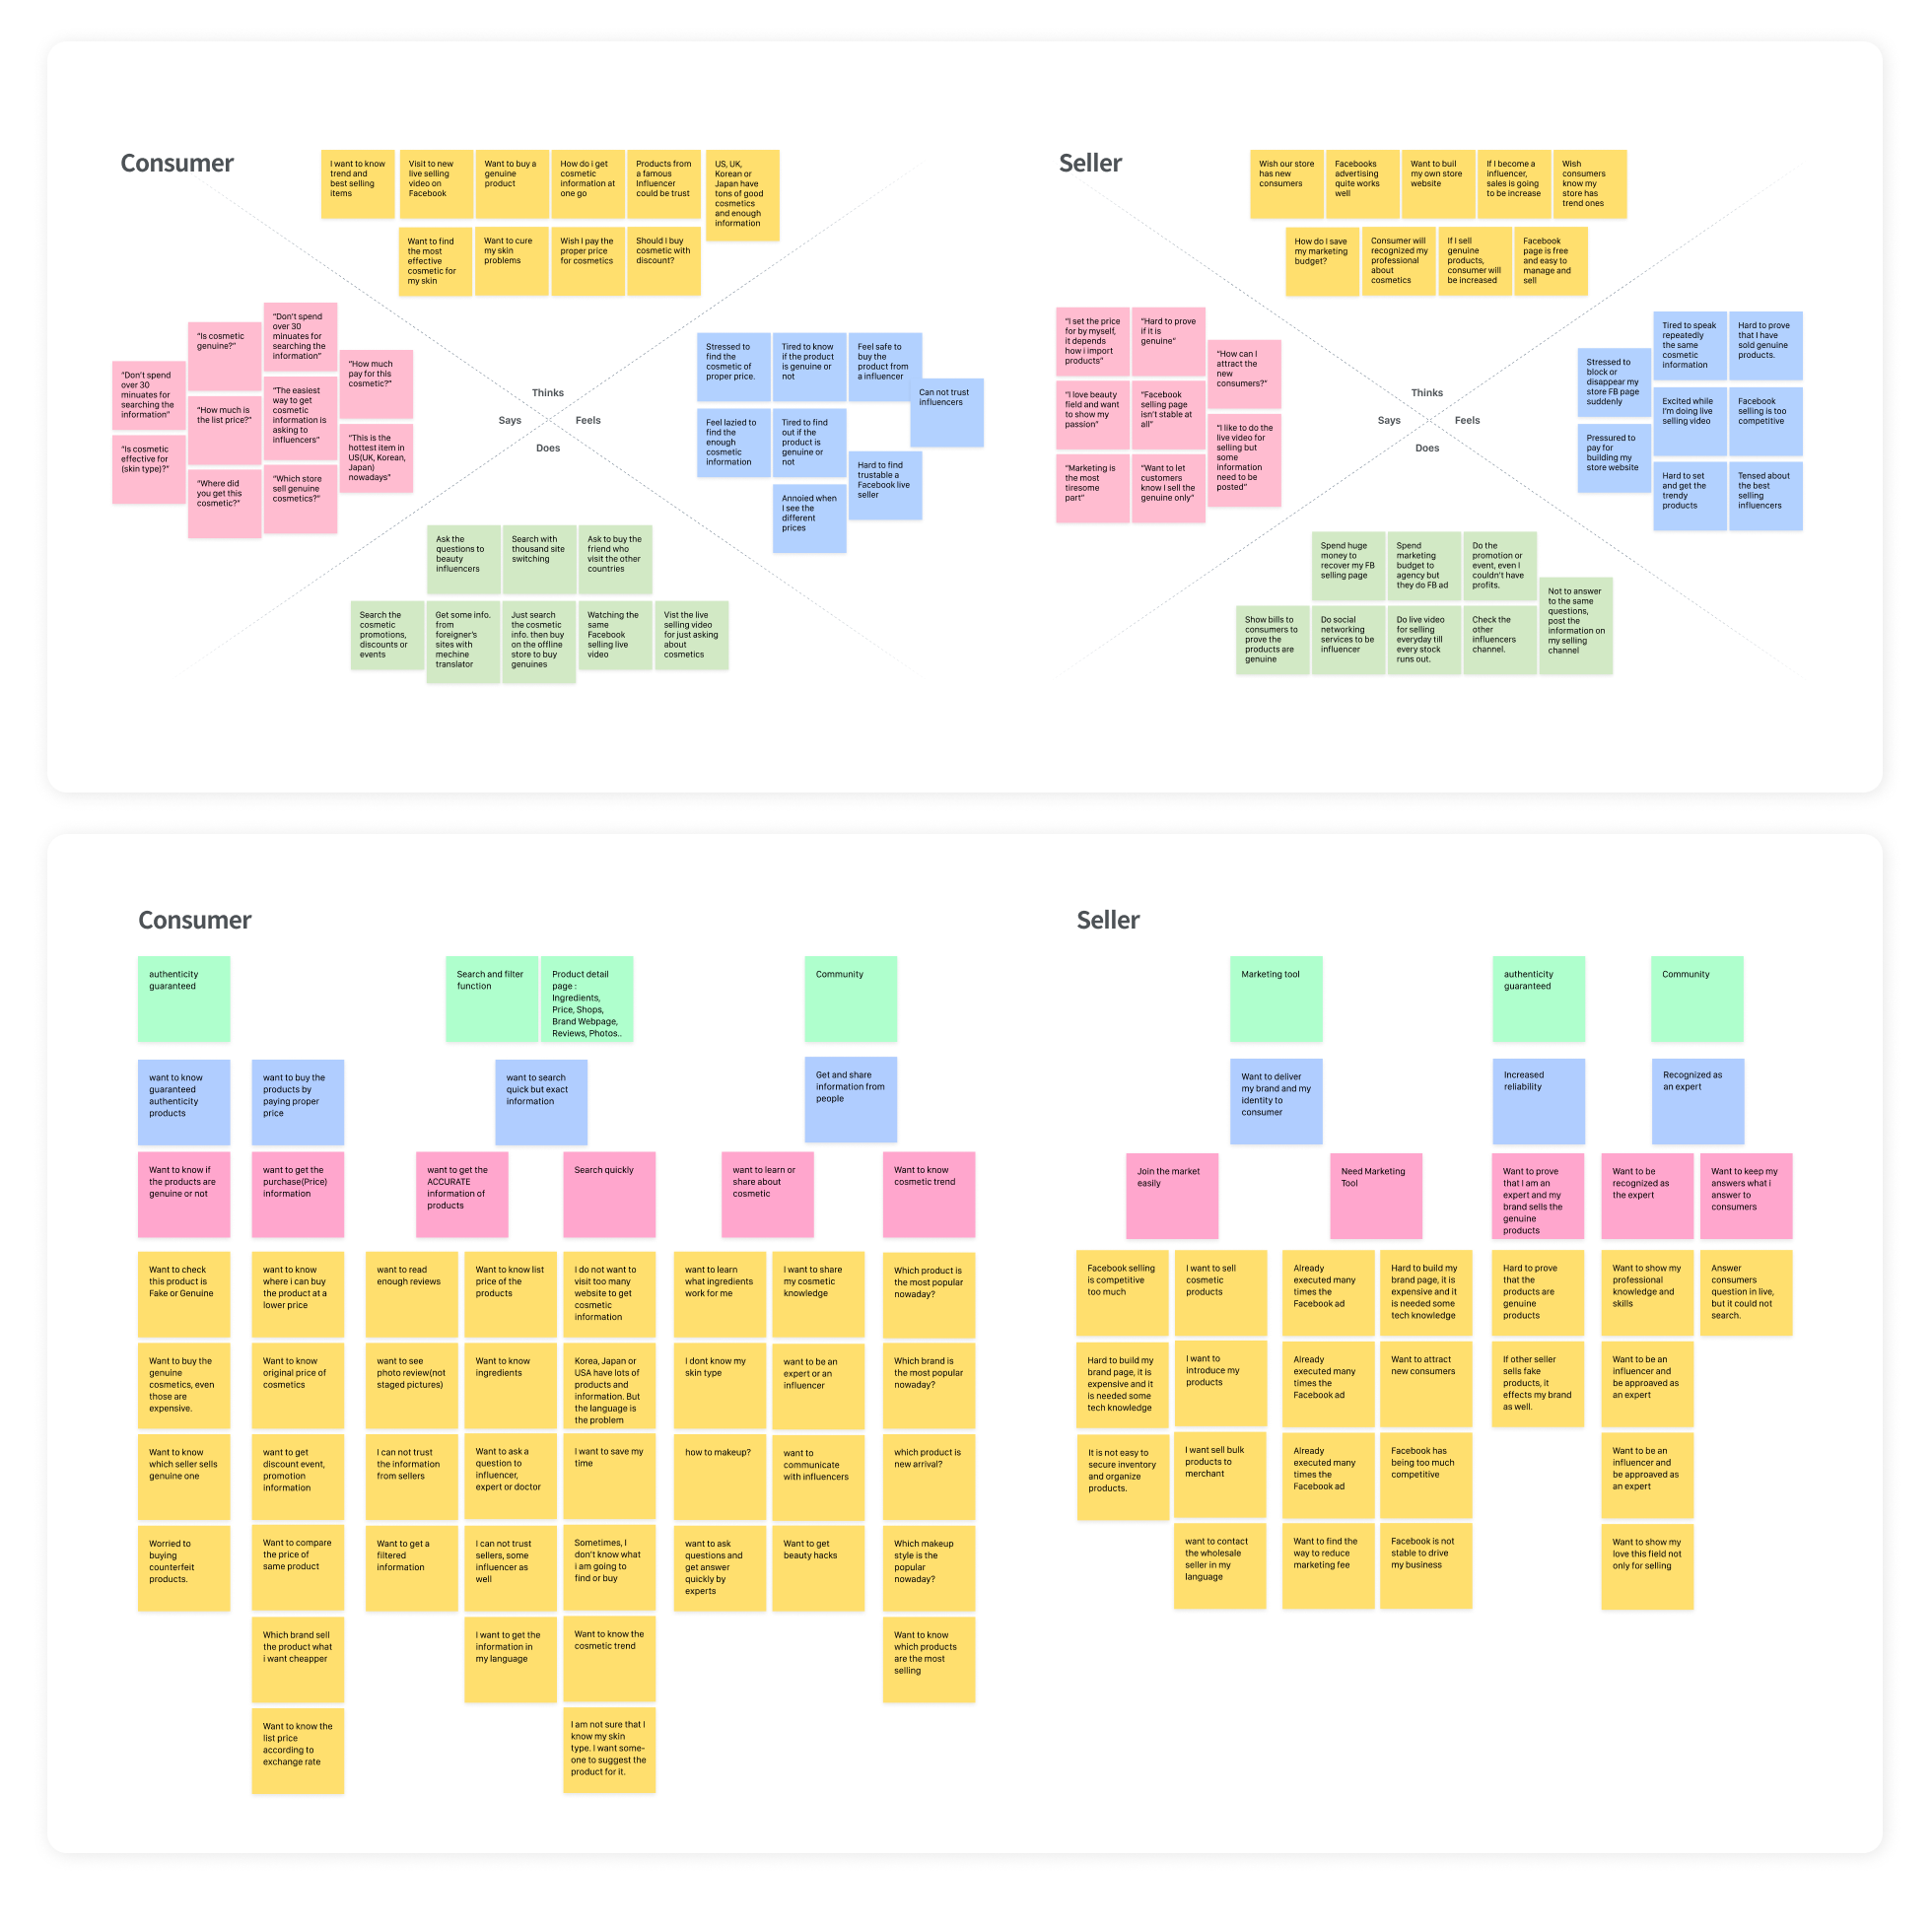 Consumer
I want to know
trend and
best selling
items
Visit to new
live selling
video on
Facebook
Want to buy a
genuine
product
How do i get
cosmetic
information at
one go
Products from
a famous
Influencer
could be trust
US, UK,
Korean or
Japan have
tons of good
cosmetics
and enough
information
Want to find
the most
effective
cosmetic for
my skin
Want to cure
my skin
problems
Wish I pay the
proper price
for cosmetics
Should I buy
cosmetic with
discount?
"Don't spend
over 30
minuates for
searching the
information"
"Is cosmetic
effective for
(skin type)?"
"Is cosmetic
genuine?"
"How much is
the list price?"
"Where did
you get this
cosmetic?"
"Don't spend
over 30
minuates for
searching the
information"
"The easiest
way to get
cosmetic
information is
asking to
influencers"
"Which store
sell genuine
cosmetics?"
"How much
pay for this
cosmetic?"
"This is the
hottest item in
US(UK, Korean,
Japan)
nowadays"
Thinks
Says
Feels
Does
Stressed to
find the
cosmetic of
proper price.
Tired to know
if the product
is genuine or
not
Feel safe to
buy the
product from
a influencer
Can not trust
influencers
Feel lazied to
find the
enough
cosmetic
information
Tired to find
out if the
product is
genuine or
not
Hard to find
trustable a
Facebook live
seller
Annoied when
I see the
different
prices
Ask the
questions to
beauty
influencers
Search with
thousand site
switching
Ask to buy the
friend who
visit the other
countries
Search the
cosmetic
promotions,
discounts or
events
Get some info.
from
foreigner's
sites with
mechine
translator
Just search
the cosmetic
info. then buy
on the offline
store to buy
genuines
Watching the
same
Facebook
selling live
video
Vist the live
selling video
for just asking
about
cosmetics
Seller
Wish our store
has new
consumers
Facebooks
advertising
quite works
well
Want to buil
my own store
website
If I become a
influencer,
sales is going
to be increase
Wish
consumers
know my
store has
trend ones
How do I save
my marketing
budget?
Consumer will
recognized my
professional
about
cosmetics
If I sell
genuine
products,
consumer will
be increased
Facebook
page is free
and easy to
manage and
sell
"I set the price
for by myself,
it depends
how i import
products"
"Hard to prove
if it is
genuine"
"I love beauty
field and want
to show my
passion"
"Facebook
selling page
isn't stable at
all"
"Marketing is
the most
tiresome
part"
"Want to let
customers
know I sell the
genuine only"
"How can I
attract the
new
consumers?"
"I like to do the
live video for
selling but
some
information
need to be
posted"
Thinks
Says
Feels
Does
Stressed to
block or
disappear my
store FB page
suddenly
Pressured to
pay for
building my
store website
Tired to speak
repeatedly
the same
cosmetic
information
Hard to prove
that I have
sold genuine
products.
Excited while
I'm doing live
selling video
Facebook
selling is too
competitive
Hard to set
and get the
trendy
products
Tensed about
the best
selling
influencers
Spend huge
money to
recover my FB
selling page
Spend
marketing
budget to
agency but
they do FB ad
Do the
promotion or
event, even I
couldn't have
profits.
Not to answer
to the same
questions,
post the
information on
my selling
channel
Show bills to
consumers to
prove the
products are
genuine
Do social
networking
services to be
influencer
Do live video
for selling
everyday till
every stock
runs out.
Check the
other
influencers
channel.
Consumer
authenticity
guaranteed
Search and filter
function
Product detail
page :
Ingredients,
Price, Shops,
Brand Webpage,
Reviews, Photos..
Community
want to know
guaranteed
authenticity
products
want to buy the
products by
paying proper
price
want to search
quick but exact
information
Get and share
information from
people
Want to know if
the products are
genuine or not
want to get the
purchase(Price)
information
want to get the
ACCURATE
information of
products
Search quickly
want to learn or
share about
cosmetic
Want to know
cosmetic trend
Want to check
this product is
Fake or Genuine
want to know
where i can buy
the product at a
lower price
want to read
enough reviews
Want to know list
price of the
products
I do not want to
visit too many
website to get
cosmetic
information
want to learn
what ingredients
work for me
I want to share
my cosmetic
knowledge
Which product is
the most popular
nowaday?
Want to buy the
genuine
cosmetics, even
those are
expensive.
Want to know
original price of
cosmetics
want to see
photo review(not
staged pictures)
Want to know
ingredients
Korea, Japan or
USA have lots of
products and
information. But
the language is
the problem
I dont know my
skin type
want to be an
expert or an
influencer
Which brand is
the most popular
nowaday?
Want to know
which seller sells
genuine one
want to get
discount event,
promotion
information
I can not trust
the information
from sellers
Want to ask a
question to
influencer,
expert or doctor
I want to save my
time
how to makeup?
want to
communicate
with influencers
which product is
new arrival?
Worried to
buying
counterfeit
products.
Want to compare
the price of
same product
Want to get a
filtered
information
I can not trust
sellers, some
influencer as
well
Sometimes, I
don't know what
i am going to
find or buy
want to ask
questions and
get answer
quickly by
experts
Want to get
beauty hacks
Which makeup
style is the
popular
nowaday?
Which brand sell
the product what
i want cheapper
I want to get the
information in
my language
Want to know the
cosmetic trend
Want to know
which products
are the most
selling
Want to know the
list price
according to
exchange rate
I am not sure that I
know my skin
type. I want some-
one to suggest the
product for it.
Seller
Marketing tool
authenticity
guaranteed
Community
Want to deliver
my brand and my
identity to
consumer
Increased
reliability
Recognized as
an expert
Join the market
easily
Need Marketing
Tool
Want to prove
that I am an
expert and my
brand sells the
genuine
products
Want to be
recognized as
the expert
Want to keep my
answers what i
answer to
consumers
Facebook selling
is competitive
too much
I want to sell
cosmetic
products
Already
executed many
times the
Facebook ad
Hard to build my
brand page, it is
expensive and it
is needed some
tech knowledge
Hard to prove
that the
products are
genuine
products
Want to show my
professional
knowledge and
skills
Answer
consumers
question in live,
but it could not
search.
Hard to build my
brand page, it is
expensive and it
is needed some
tech knowledge
I want to
introduce my
products
Already
executed many
times the
Facebook ad
Want to attract
new consumers
If other seller
sells fake
products, it
effects my brand
as well.
Want to be an
influencer and
be approaved as
an expert
It is not easy to
secure inventory
and organize
products.
I want sell bulk
products to
merchant
Already
executed many
times the
Facebook ad
Facebook has
being too much
competitive
Want to be an
influencer and
be approaved as
an expert
want to contact
the wholesale
seller in my
language
Want to find the
way to reduce
marketing fee
Facebook is not
stable to drive
my business
Want to show my
love this field not
only for selling